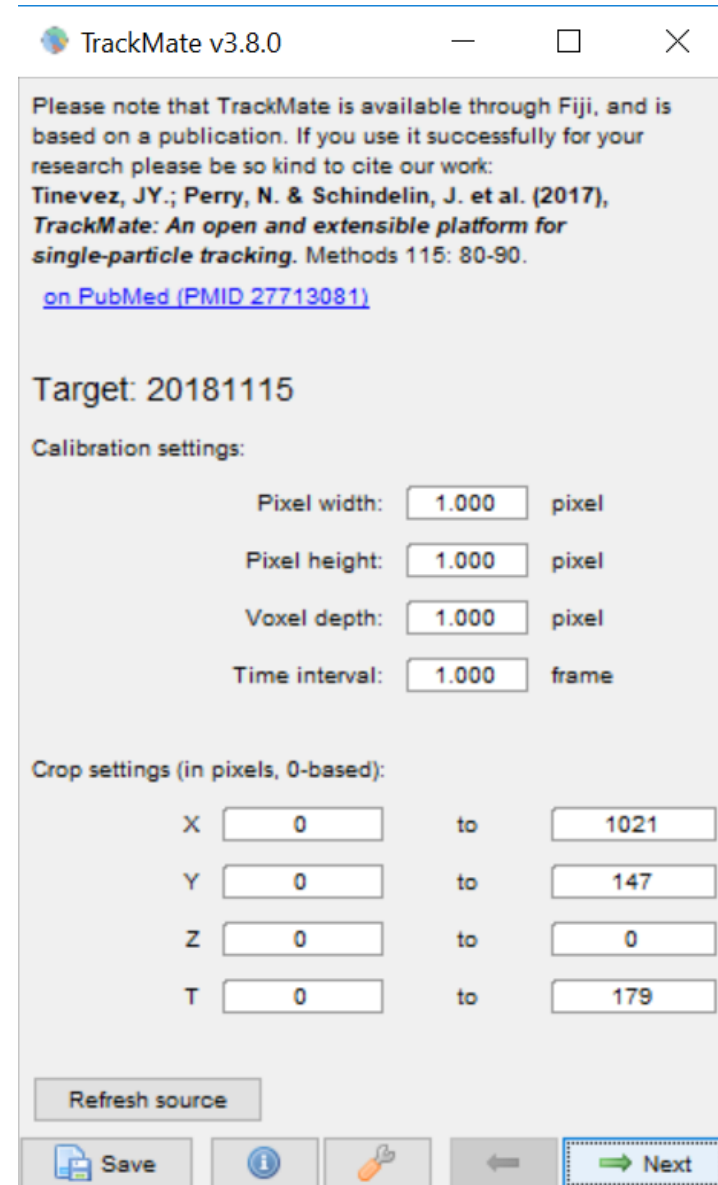 TrackMate v3.8.0
Please note that TrackMate is available through Fiji, and is
based on a publication. If you use it successfully for your
research please be so kind to cite our work:
Tinevez, JY.; Perry, N. & Schindelin, J. et al. (2017),
TrackMate: An open and extensible platform for
single-particle tracking. Methods 115: 80-90.
on PubMed (PMID 27713081)
Target: 20181115
Calibration settings:
Pixel width: 1.000 pixel
Pixel height: 1.000 pixel
Voxel depth: 1.000 pixel
Time interval: 1.000 frame
Crop settings (in pixels, 0-based):
X 0 to 1021
Y 0 to 147
Z 0 to 0
T 0 to 179
Refresh source
Save Next